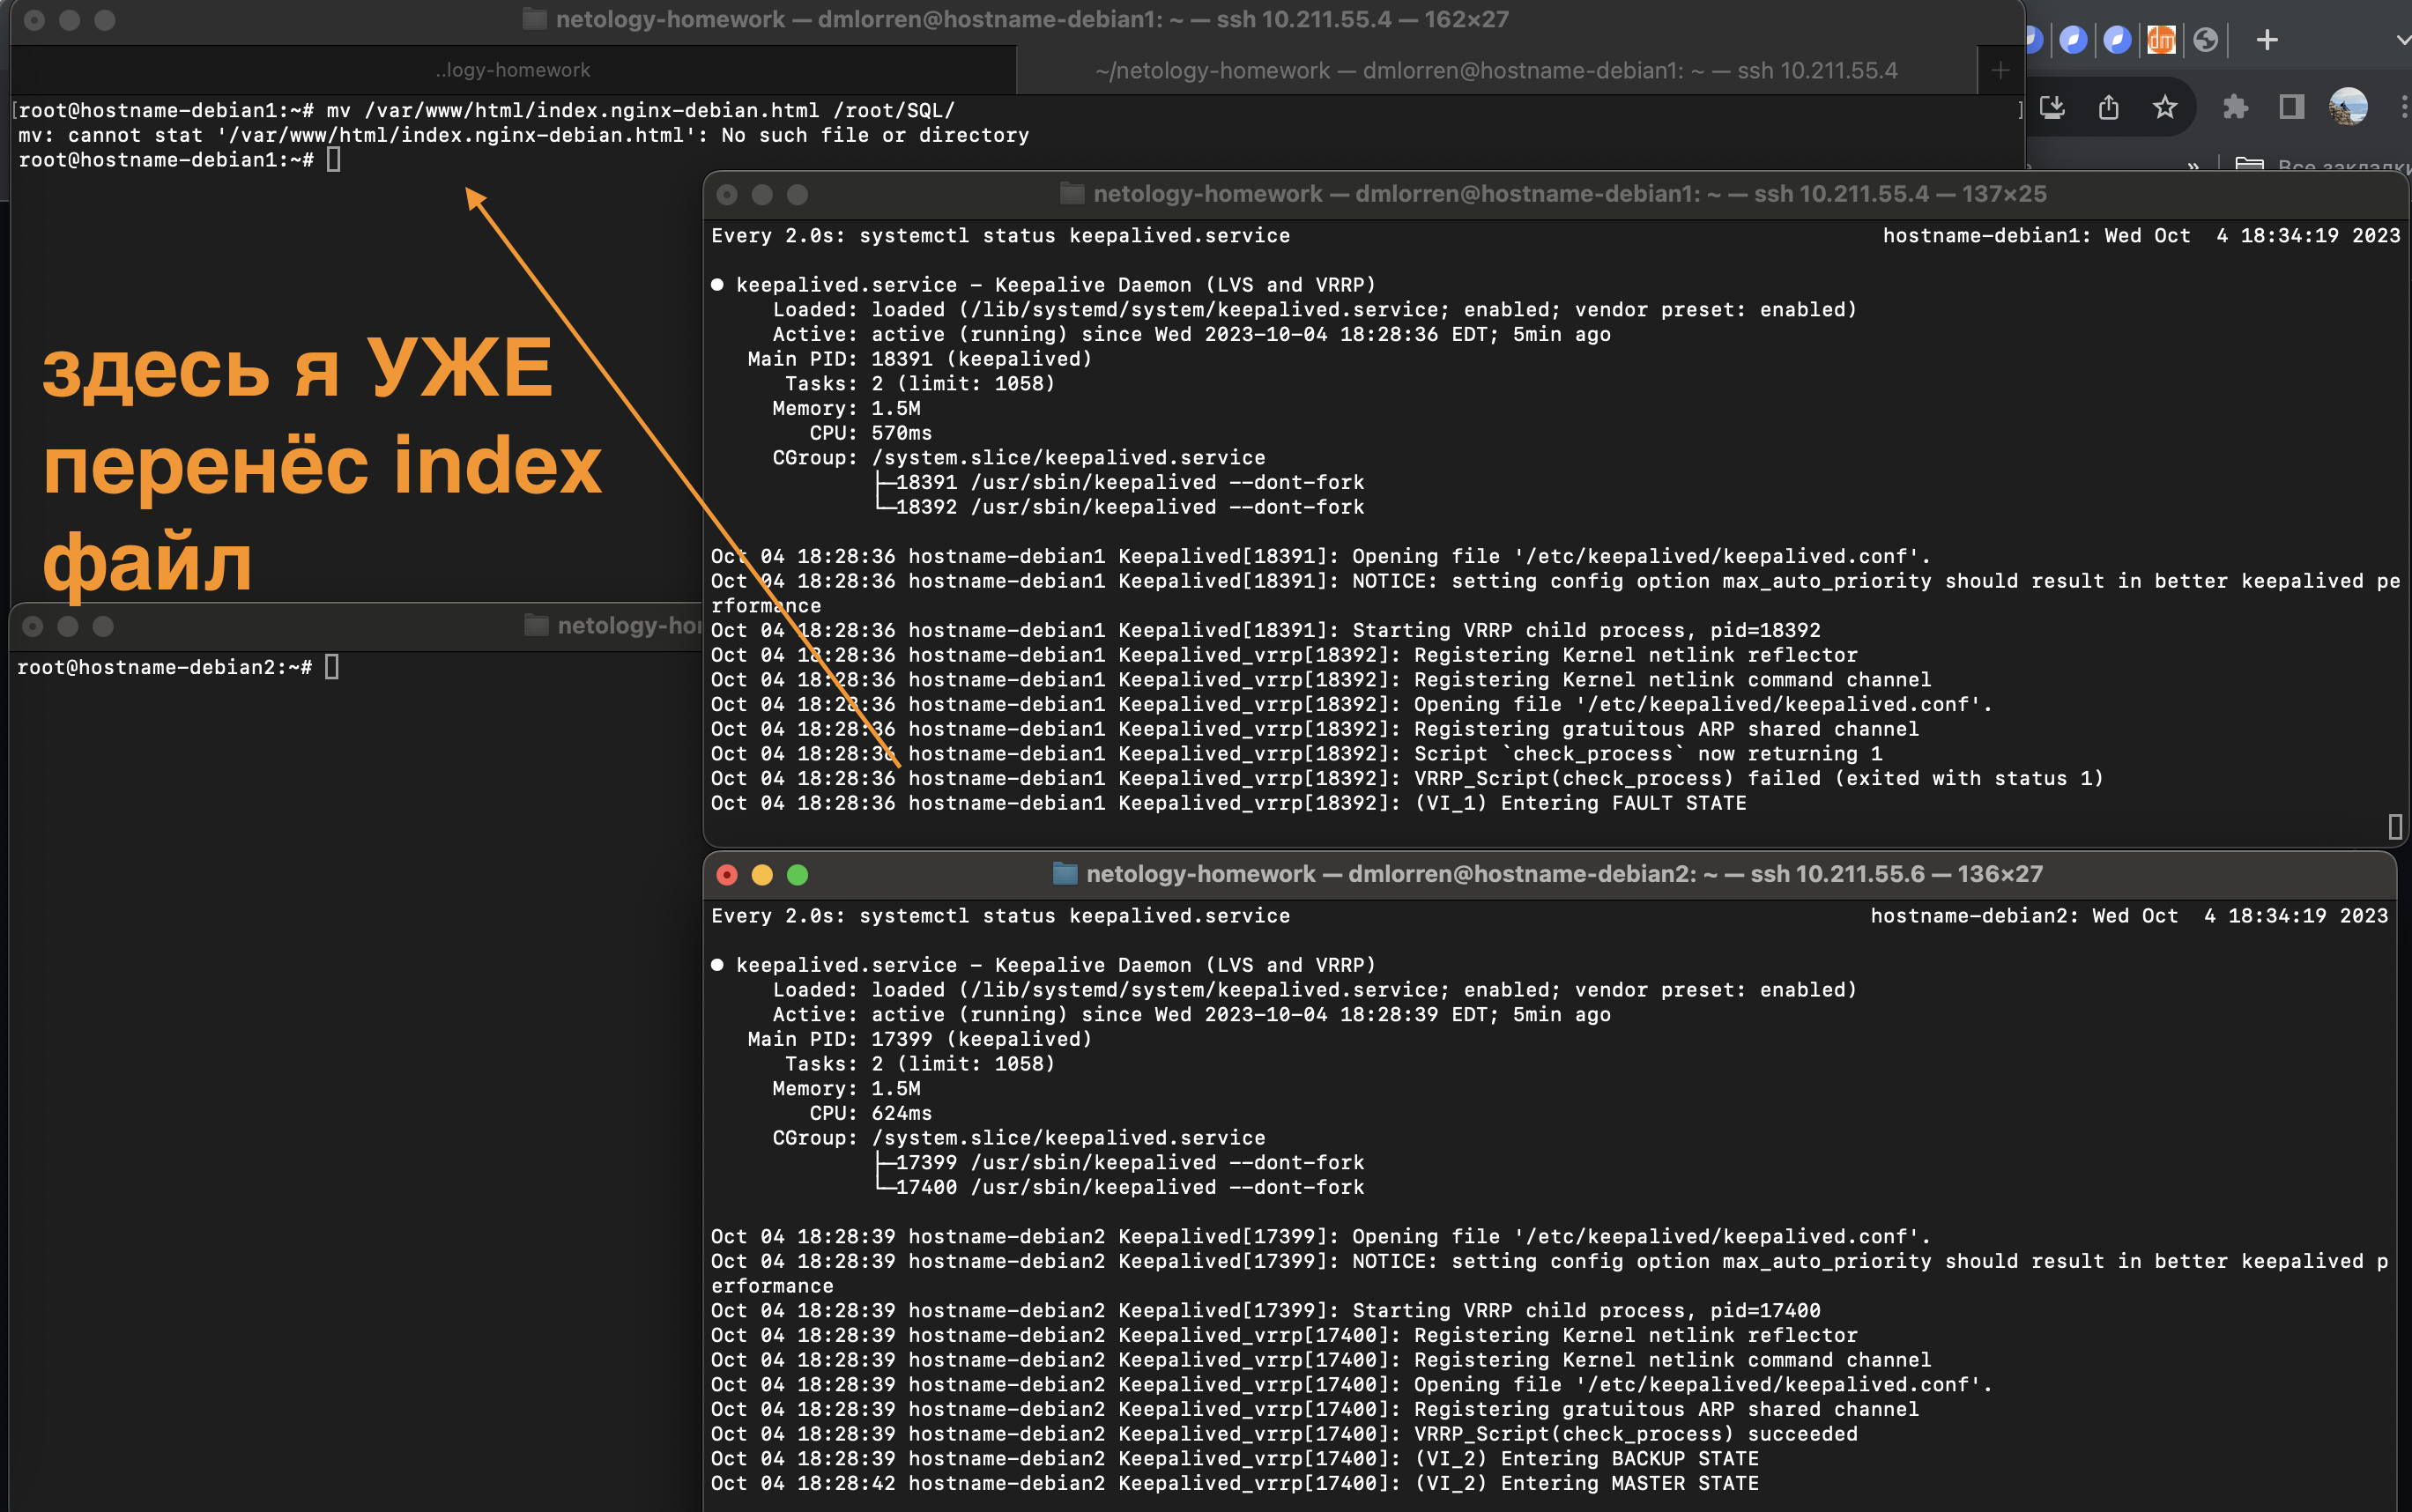 netology-homework — dmlorren@hostname-debian1: ~ — ssh 10.211.55.4 — 162×27
..logy-homework
~/netology-homework — dmlorren@hostname-debian1: ~ — ssh 10.211.55.4
[root@hostname-debian1:~# mv /var/www/html/index.nginx-debian.html /root/SQL/ ]
mv: cannot stat '/var/www/html/index.nginx-debian.html': No such file or directory
root@hostname-debian1:~#
dm
» Все закладки
здесь я УЖЕ
перенёс index
файл
netology-homework — dmlorren@hostname-debian1: ~ — ssh 10.211.55.4 — 137×25
Every 2.0s: systemctl status keepalived.service hostname-debian1: Wed Oct  4 18:34:19 2023
● keepalived.service – Keepalive Daemon (LVS and VRRP)
Loaded: loaded (/lib/systemd/system/keepalived.service; enabled; vendor preset: enabled)
Active: active (running) since Wed 2023-10-04 18:28:36 EDT; 5min ago
Main PID: 18391 (keepalived)
Tasks: 2 (limit: 1058)
Memory: 1.5M
CPU: 570ms
CGroup: /system.slice/keepalived.service
├─18391 /usr/sbin/keepalived --dont-fork
└─18392 /usr/sbin/keepalived --dont-fork
Oct 04 18:28:36 hostname-debian1 Keepalived[18391]: Opening file '/etc/keepalived/keepalived.conf'.
Oct 04 18:28:36 hostname-debian1 Keepalived[18391]: NOTICE: setting config option max_auto_priority should result in better keepalived pe
rformance
Oct 04 18:28:36 hostname-debian1 Keepalived[18391]: Starting VRRP child process, pid=18392
Oct 04 18:28:36 hostname-debian1 Keepalived_vrrp[18392]: Registering Kernel netlink reflector
Oct 04 18:28:36 hostname-debian1 Keepalived_vrrp[18392]: Registering Kernel netlink command channel
Oct 04 18:28:36 hostname-debian1 Keepalived_vrrp[18392]: Opening file '/etc/keepalived/keepalived.conf'.
Oct 04 18:28:36 hostname-debian1 Keepalived_vrrp[18392]: Registering gratuitous ARP shared channel
Oct 04 18:28:36 hostname-debian1 Keepalived_vrrp[18392]: Script `check_process` now returning 1
Oct 04 18:28:36 hostname-debian1 Keepalived_vrrp[18392]: VRRP_Script(check_process) failed (exited with status 1)
Oct 04 18:28:36 hostname-debian1 Keepalived_vrrp[18392]: (VI_1) Entering FAULT STATE
netology-hom
root@hostname-debian2:~#
netology-homework — dmlorren@hostname-debian2: ~ — ssh 10.211.55.6 — 136×27
Every 2.0s: systemctl status keepalived.service hostname-debian2: Wed Oct  4 18:34:19 2023
● keepalived.service – Keepalive Daemon (LVS and VRRP)
Loaded: loaded (/lib/systemd/system/keepalived.service; enabled; vendor preset: enabled)
Active: active (running) since Wed 2023-10-04 18:28:39 EDT; 5min ago
Main PID: 17399 (keepalived)
Tasks: 2 (limit: 1058)
Memory: 1.5M
CPU: 624ms
CGroup: /system.slice/keepalived.service
├─17399 /usr/sbin/keepalived --dont-fork
└─17400 /usr/sbin/keepalived --dont-fork
Oct 04 18:28:39 hostname-debian2 Keepalived[17399]: Opening file '/etc/keepalived/keepalived.conf'.
Oct 04 18:28:39 hostname-debian2 Keepalived[17399]: NOTICE: setting config option max_auto_priority should result in better keepalived p
erformance
Oct 04 18:28:39 hostname-debian2 Keepalived[17399]: Starting VRRP child process, pid=17400
Oct 04 18:28:39 hostname-debian2 Keepalived_vrrp[17400]: Registering Kernel netlink reflector
Oct 04 18:28:39 hostname-debian2 Keepalived_vrrp[17400]: Registering Kernel netlink command channel
Oct 04 18:28:39 hostname-debian2 Keepalived_vrrp[17400]: Opening file '/etc/keepalived/keepalived.conf'.
Oct 04 18:28:39 hostname-debian2 Keepalived_vrrp[17400]: Registering gratuitous ARP shared channel
Oct 04 18:28:39 hostname-debian2 Keepalived_vrrp[17400]: VRRP_Script(check_process) succeeded
Oct 04 18:28:39 hostname-debian2 Keepalived_vrrp[17400]: (VI_2) Entering BACKUP STATE
Oct 04 18:28:42 hostname-debian2 Keepalived_vrrp[17400]: (VI_2) Entering MASTER STATE